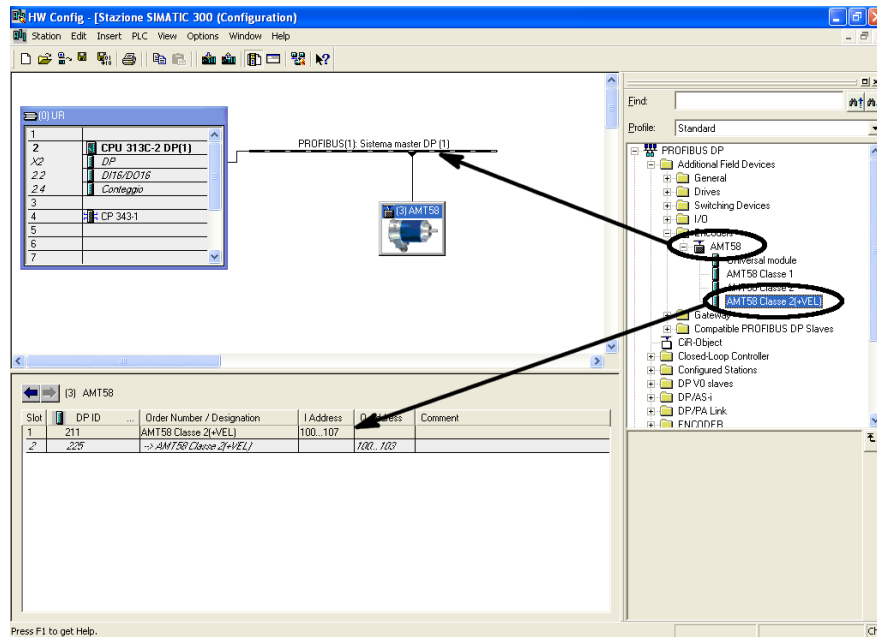 HW Config - [Stazione SIMATIC 300 (Configuration)
Station Edit Insert PLC View Options Window Help
Find:
Profile: Standard
(0) UR
1
2 CPU 313C-2 DP(1)
X2 DP
2.2 DI16/DO16
2.4 Conteggio
3
4 CP 343-1
5
6
7
PROFIBUS(1): Sistema master DP (1)
(3) AMT58
PROFIBUS DP
Additional Field Devices
General
Drives
Switching Devices
I/O
Encoders
AMT58
Universal module
AMT58 Classe 1
AMT58 Classe 2
AMT58 Classe 2(+VEL)
Gateway
Compatible PROFIBUS DP Slaves
CiR-Object
Closed-Loop Controller
Configured Stations
DP V0 slaves
DP/AS-i
DP/PA Link
ENCODER
(3) AMT58
Slot DP ID ... Order Number / Designation I Address Q Address Comment
1 211 AMT58 Classe 2(+VEL) 100...107
2 225 --> AMT58 Classe 2(+VEL) 100...103
Press F1 to get Help.